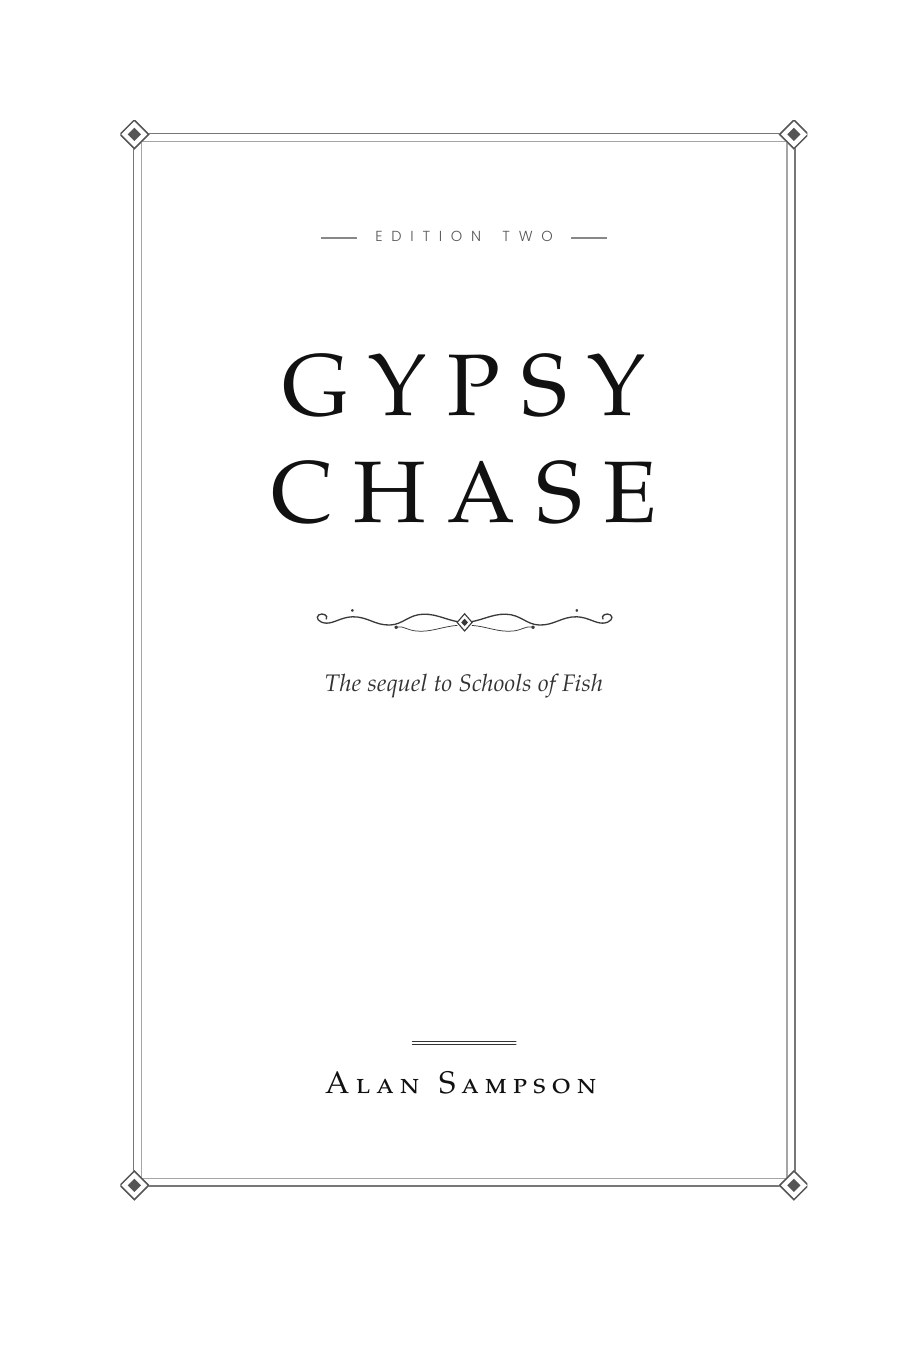 EDITION TWO
GYPSY
CHASE
The sequel to Schools of Fish
Alan Sampson